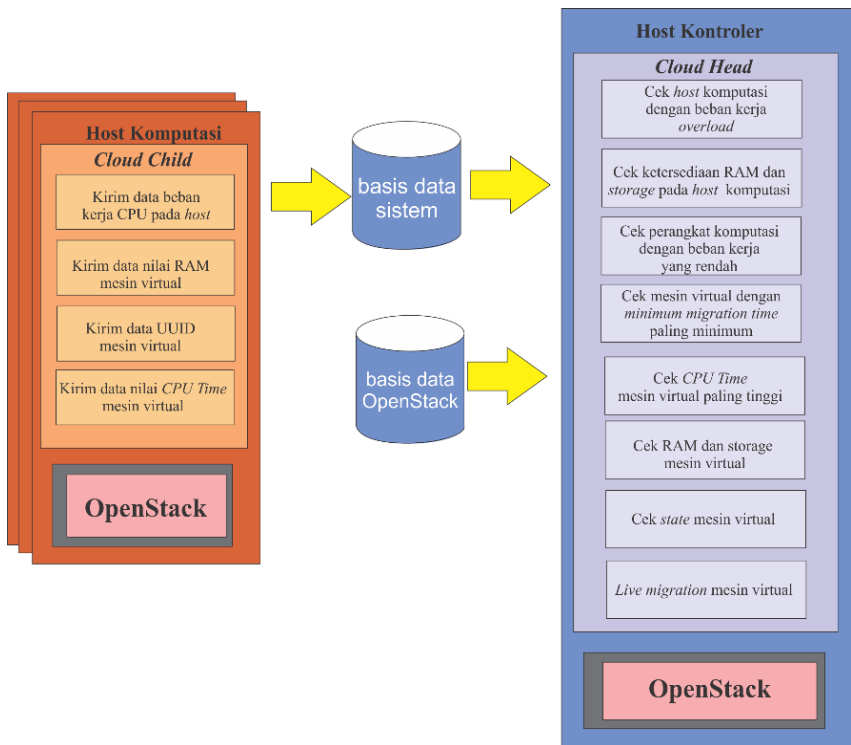 Host Komputasi
Cloud Child
Kirim data beban
kerja CPU pada host
Kirim data nilai RAM
mesin virtual
Kirim data UUID
mesin virtual
Kirim data nilai CPU Time
mesin virtual
OpenStack
basis data
sistem
basis data
OpenStack
Host Kontroler
Cloud Head
Cek host komputasi
dengan beban kerja
overload
Cek ketersediaan RAM dan
storage pada host komputasi
Cek perangkat komputasi
dengan beban kerja
yang rendah
Cek mesin virtual dengan
minimum migration time
paling minimum
Cek CPU Time
mesin virtual paling tinggi
Cek RAM dan storage
mesin virtual
Cek state mesin virtual
Live migration mesin virtual
OpenStack